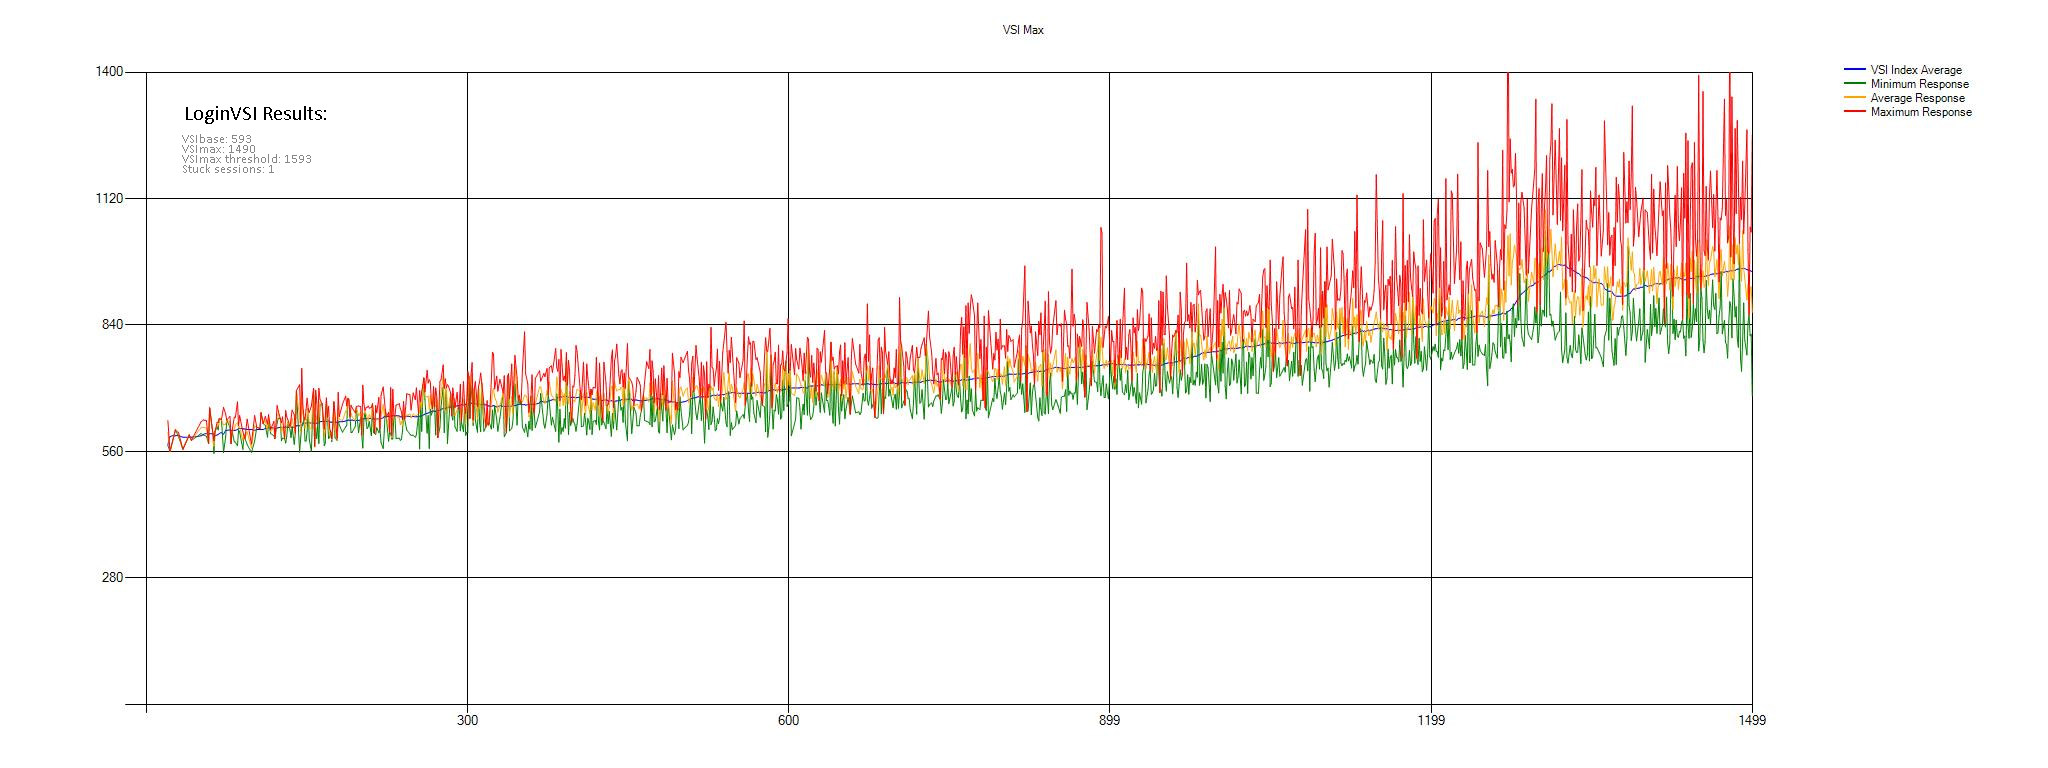 VSI Max
1400
1120
840
560
280
LoginVSI Results:
VSIbase: 593
VSImax: 1490
VSImax threshold: 1593
Stuck sessions: 1
VSI Index Average
Minimum Response
Average Response
Maximum Response
300
600
899
1199
1499